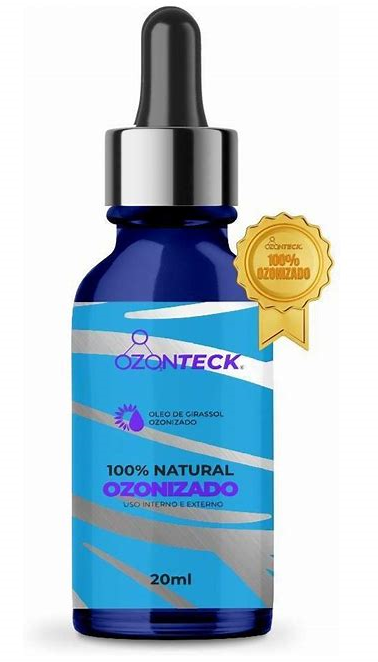 OZONTECK®
OZONTECK
100%
OZONIZADO
OLEO DE GIRASSOL
OZONIZADO
100% NATURAL
OZONIZADO
USO INTERNO E EXTERNO
20ml